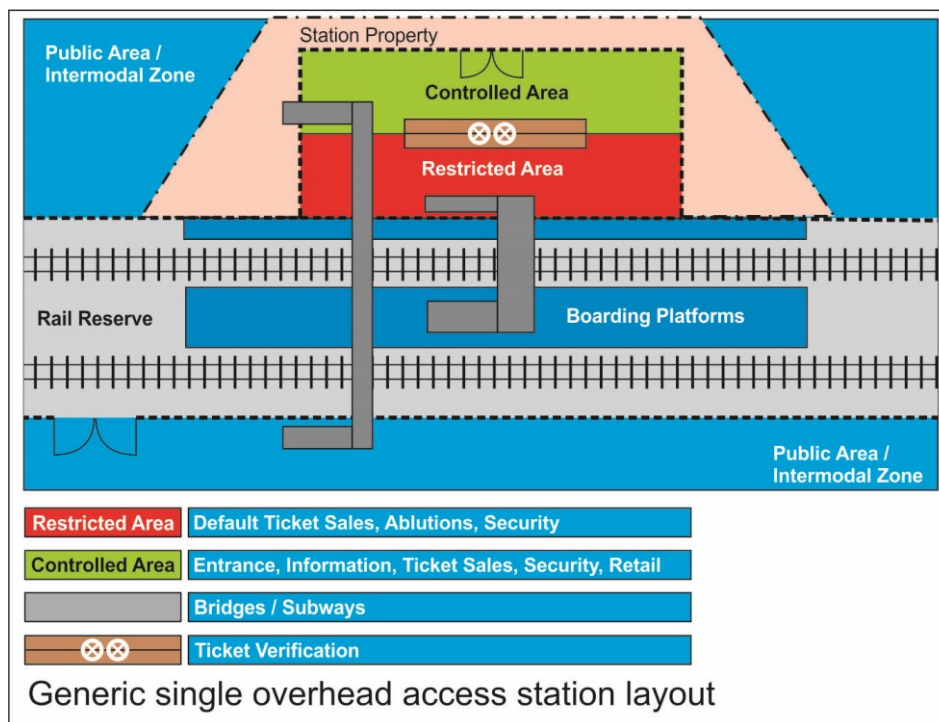 Station Property
Public Area /
Intermodal Zone
Controlled Area
Restricted Area
Rail Reserve
Boarding Platforms
Public Area /
Intermodal Zone
Restricted Area Default Ticket Sales, Ablutions, Security
Controlled Area Entrance, Information, Ticket Sales, Security, Retail
Bridges / Subways
Ticket Verification
Generic single overhead access station layout